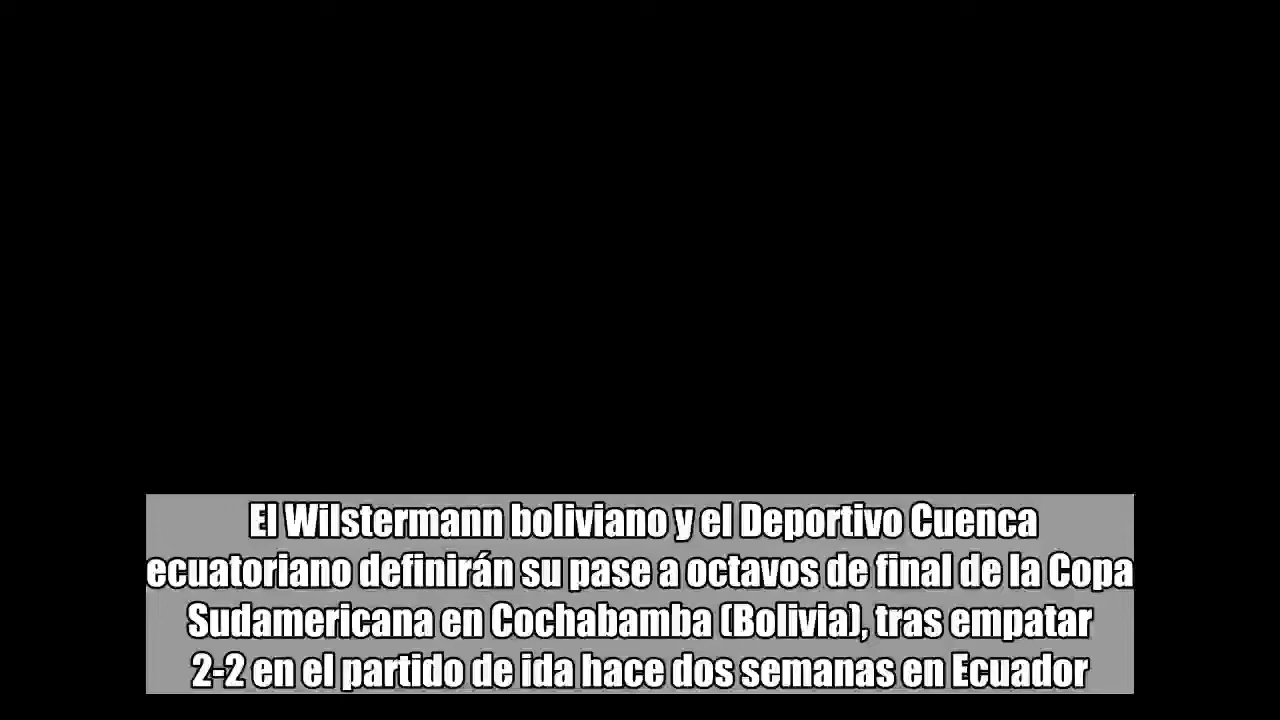 El Wilstermann boliviano y el Deportivo Cuenca
ecuatoriano definirán su pase a octavos de final de la Copa
Sudamericana en Cochabamba (Bolivia), tras empatar
2-2 en el partido de ida hace dos semanas en Ecuador